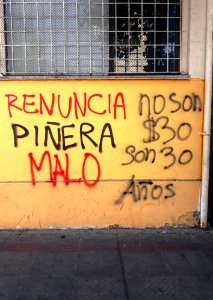 RENUNCIA
PIÑERA
MALO
no son
$30
son 30
Años